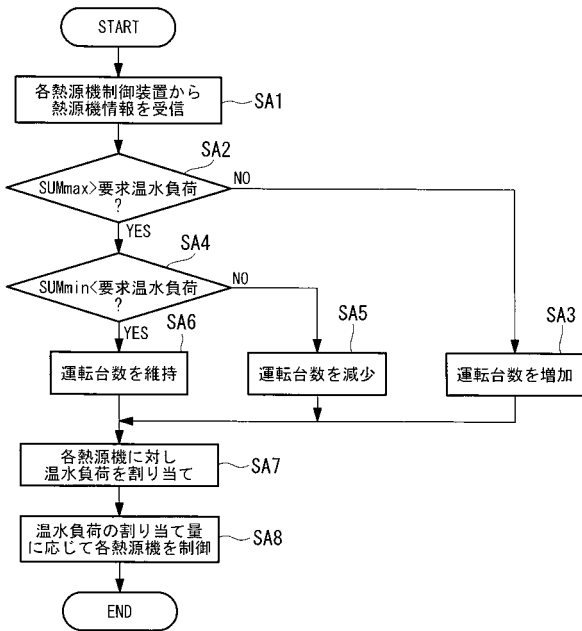 START
各熱源機制御装置から
熱源機情報を受信
SA1
SA2
SUMmax>要求温水負荷
?
NO
YES
SA4
SUMmin<要求温水負荷
?
NO
YES
SA6
SA5
SA3
運転台数を維持
運転台数を減少
運転台数を増加
各熱源機に対し
温水負荷を割り当て
SA7
温水負荷の割り当て量
に応じて各熱源機を制御
SA8
END